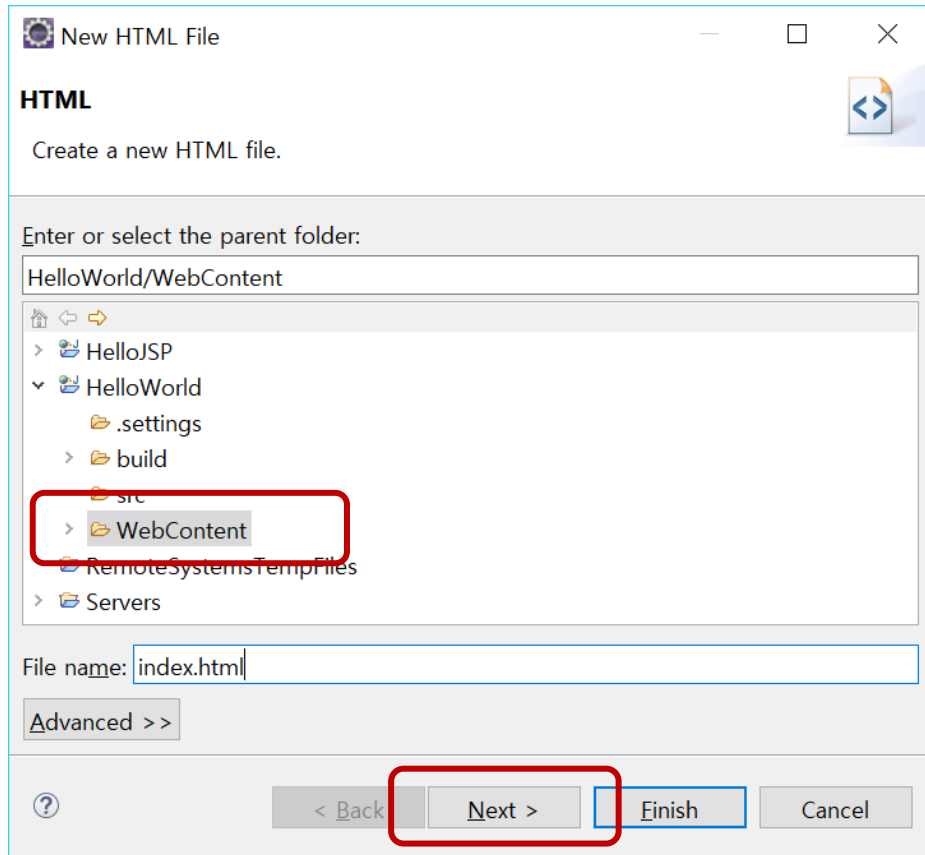 New HTML File
HTML
Create a new HTML file.
Enter or select the parent folder:
HelloWorld/WebContent
HelloJSP
HelloWorld
.settings
build
src
WebContent
RemoteSystemsTempFiles
Servers
File name: index.html
Advanced >>
? < Back Next > Finish Cancel